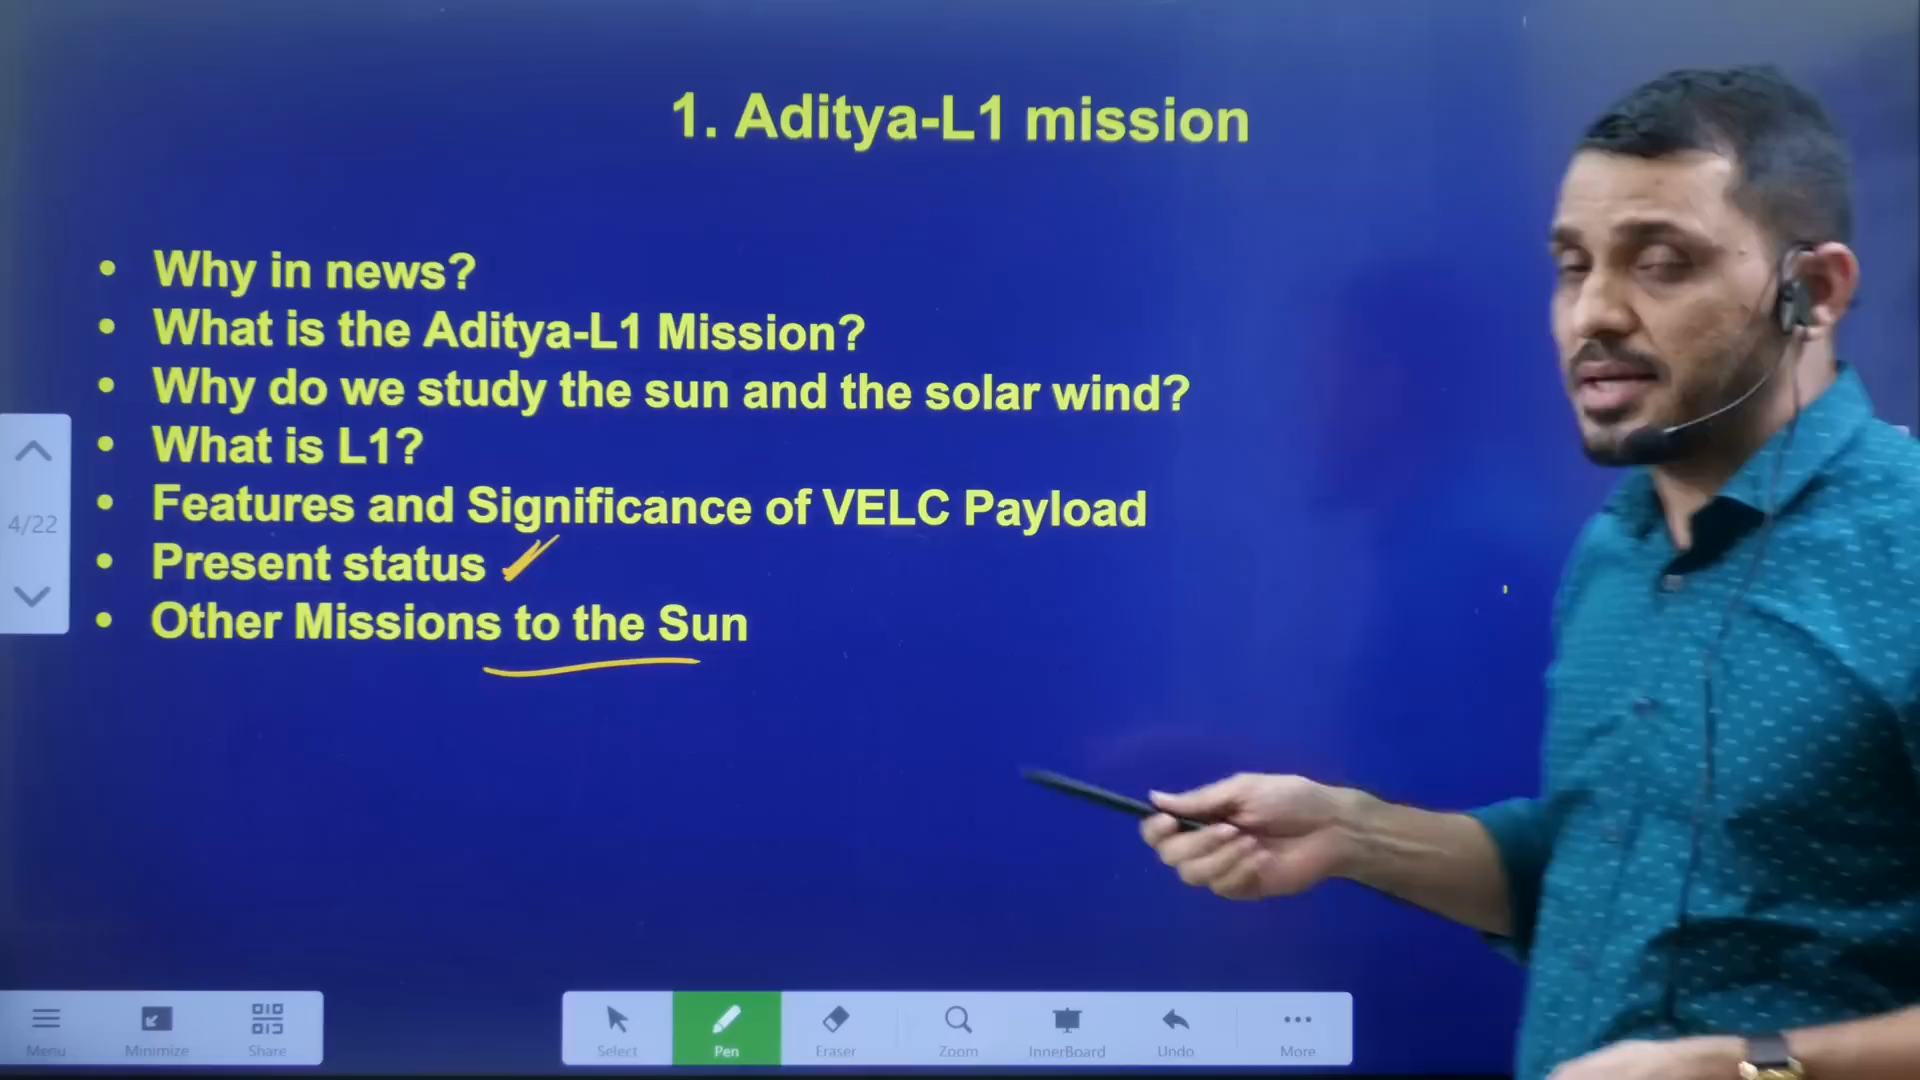 1. Aditya-L1 mission
• Why in news?
• What is the Aditya-L1 Mission?
• Why do we study the sun and the solar wind?
• What is L1?
• Features and Significance of VELC Payload
• Present status
• Other Missions to the Sun
4/22
Menu Minimize Share Select Pen Eraser Zoom InnerBoard Undo More